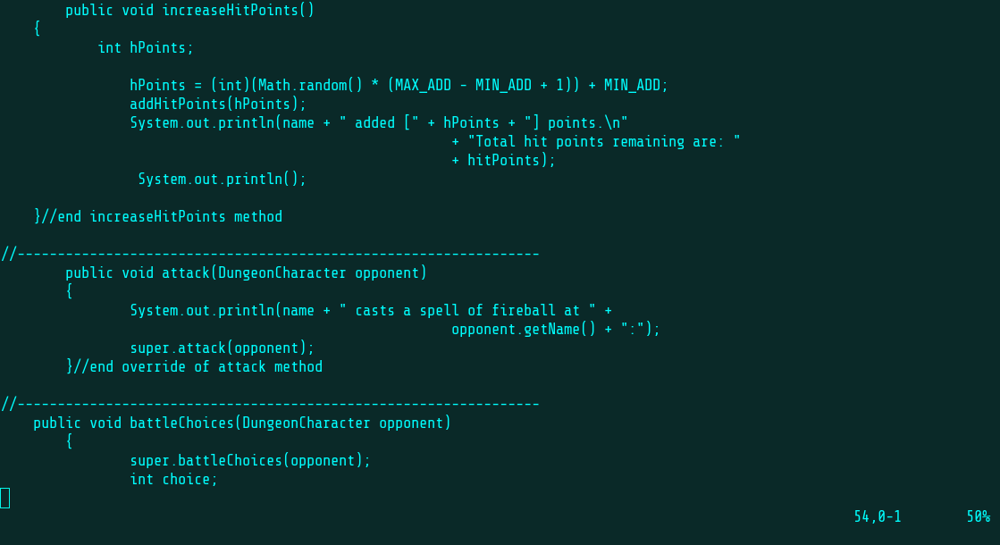 public void increaseHitPoints()
    {
            int hPoints;

                hPoints = (int)(Math.random() * (MAX_ADD - MIN_ADD + 1)) + MIN_ADD;
                addHitPoints(hPoints);
                System.out.println(name + " added [" + hPoints + "] points.\n"
                                                        + "Total hit points remaining are: "
                                                        + hitPoints);
                 System.out.println();

    }//end increaseHitPoints method

//-----------------------------------------------------------------
        public void attack(DungeonCharacter opponent)
        {
                System.out.println(name + " casts a spell of fireball at " +
                                                        opponent.getName() + ":");
                super.attack(opponent);
        }//end override of attack method

//-----------------------------------------------------------------
    public void battleChoices(DungeonCharacter opponent)
        {
                super.battleChoices(opponent);
                int choice;

54,0-1        50%